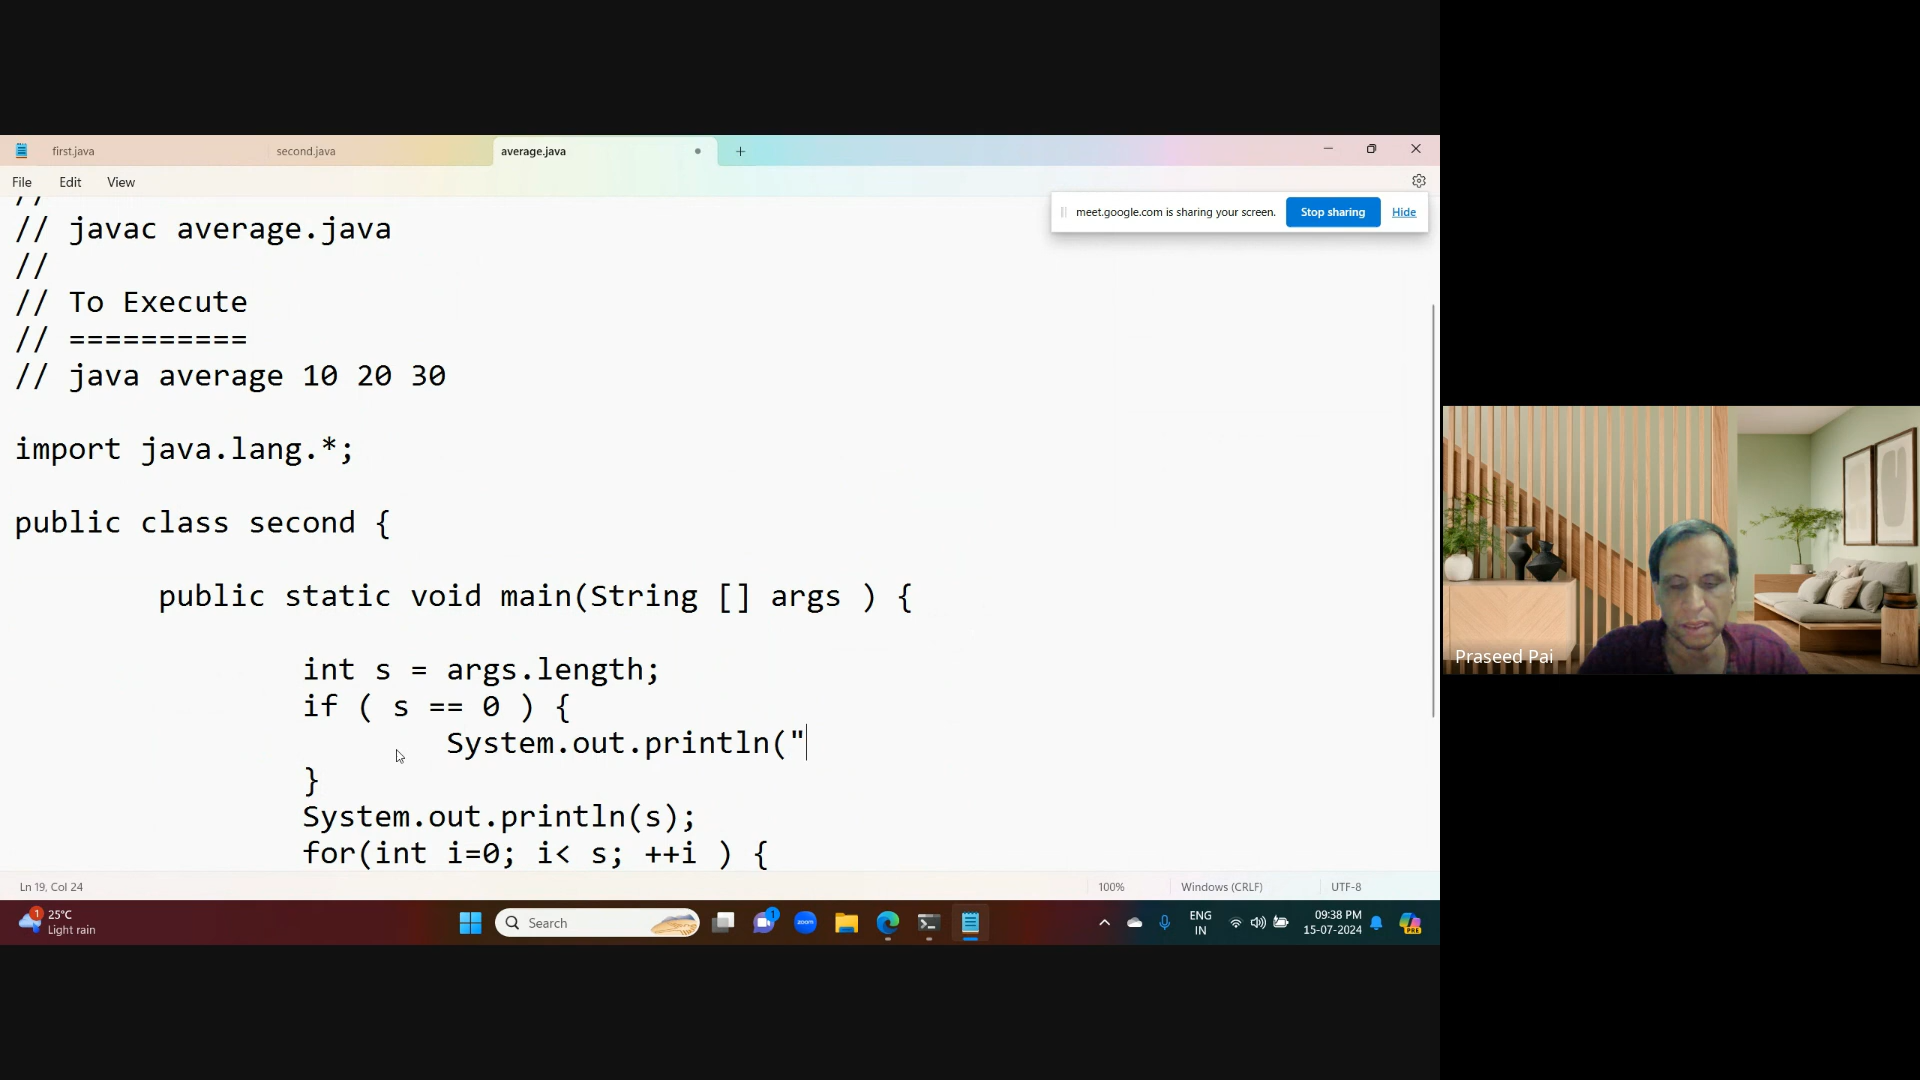 first.java
second.java
average.java
File
Edit
View
meet.google.com is sharing your screen.
Stop sharing
Hide
//
// javac average.java
//
// To Execute
// ==========
// java average 10 20 30
import java.lang.*;
public class second {
public static void main(String [] args ) {
int s = args.length;
if ( s == 0 ) {
System.out.println("
}
System.out.println(s);
for(int i=0; i< s; ++i ) {
Ln 19, Col 24
100%
Windows (CRLF)
UTF-8
1
25°C
Light rain
Search
1
zoom
ENG
IN
09:38 PM
15-07-2024
PRE
Praseed Pai